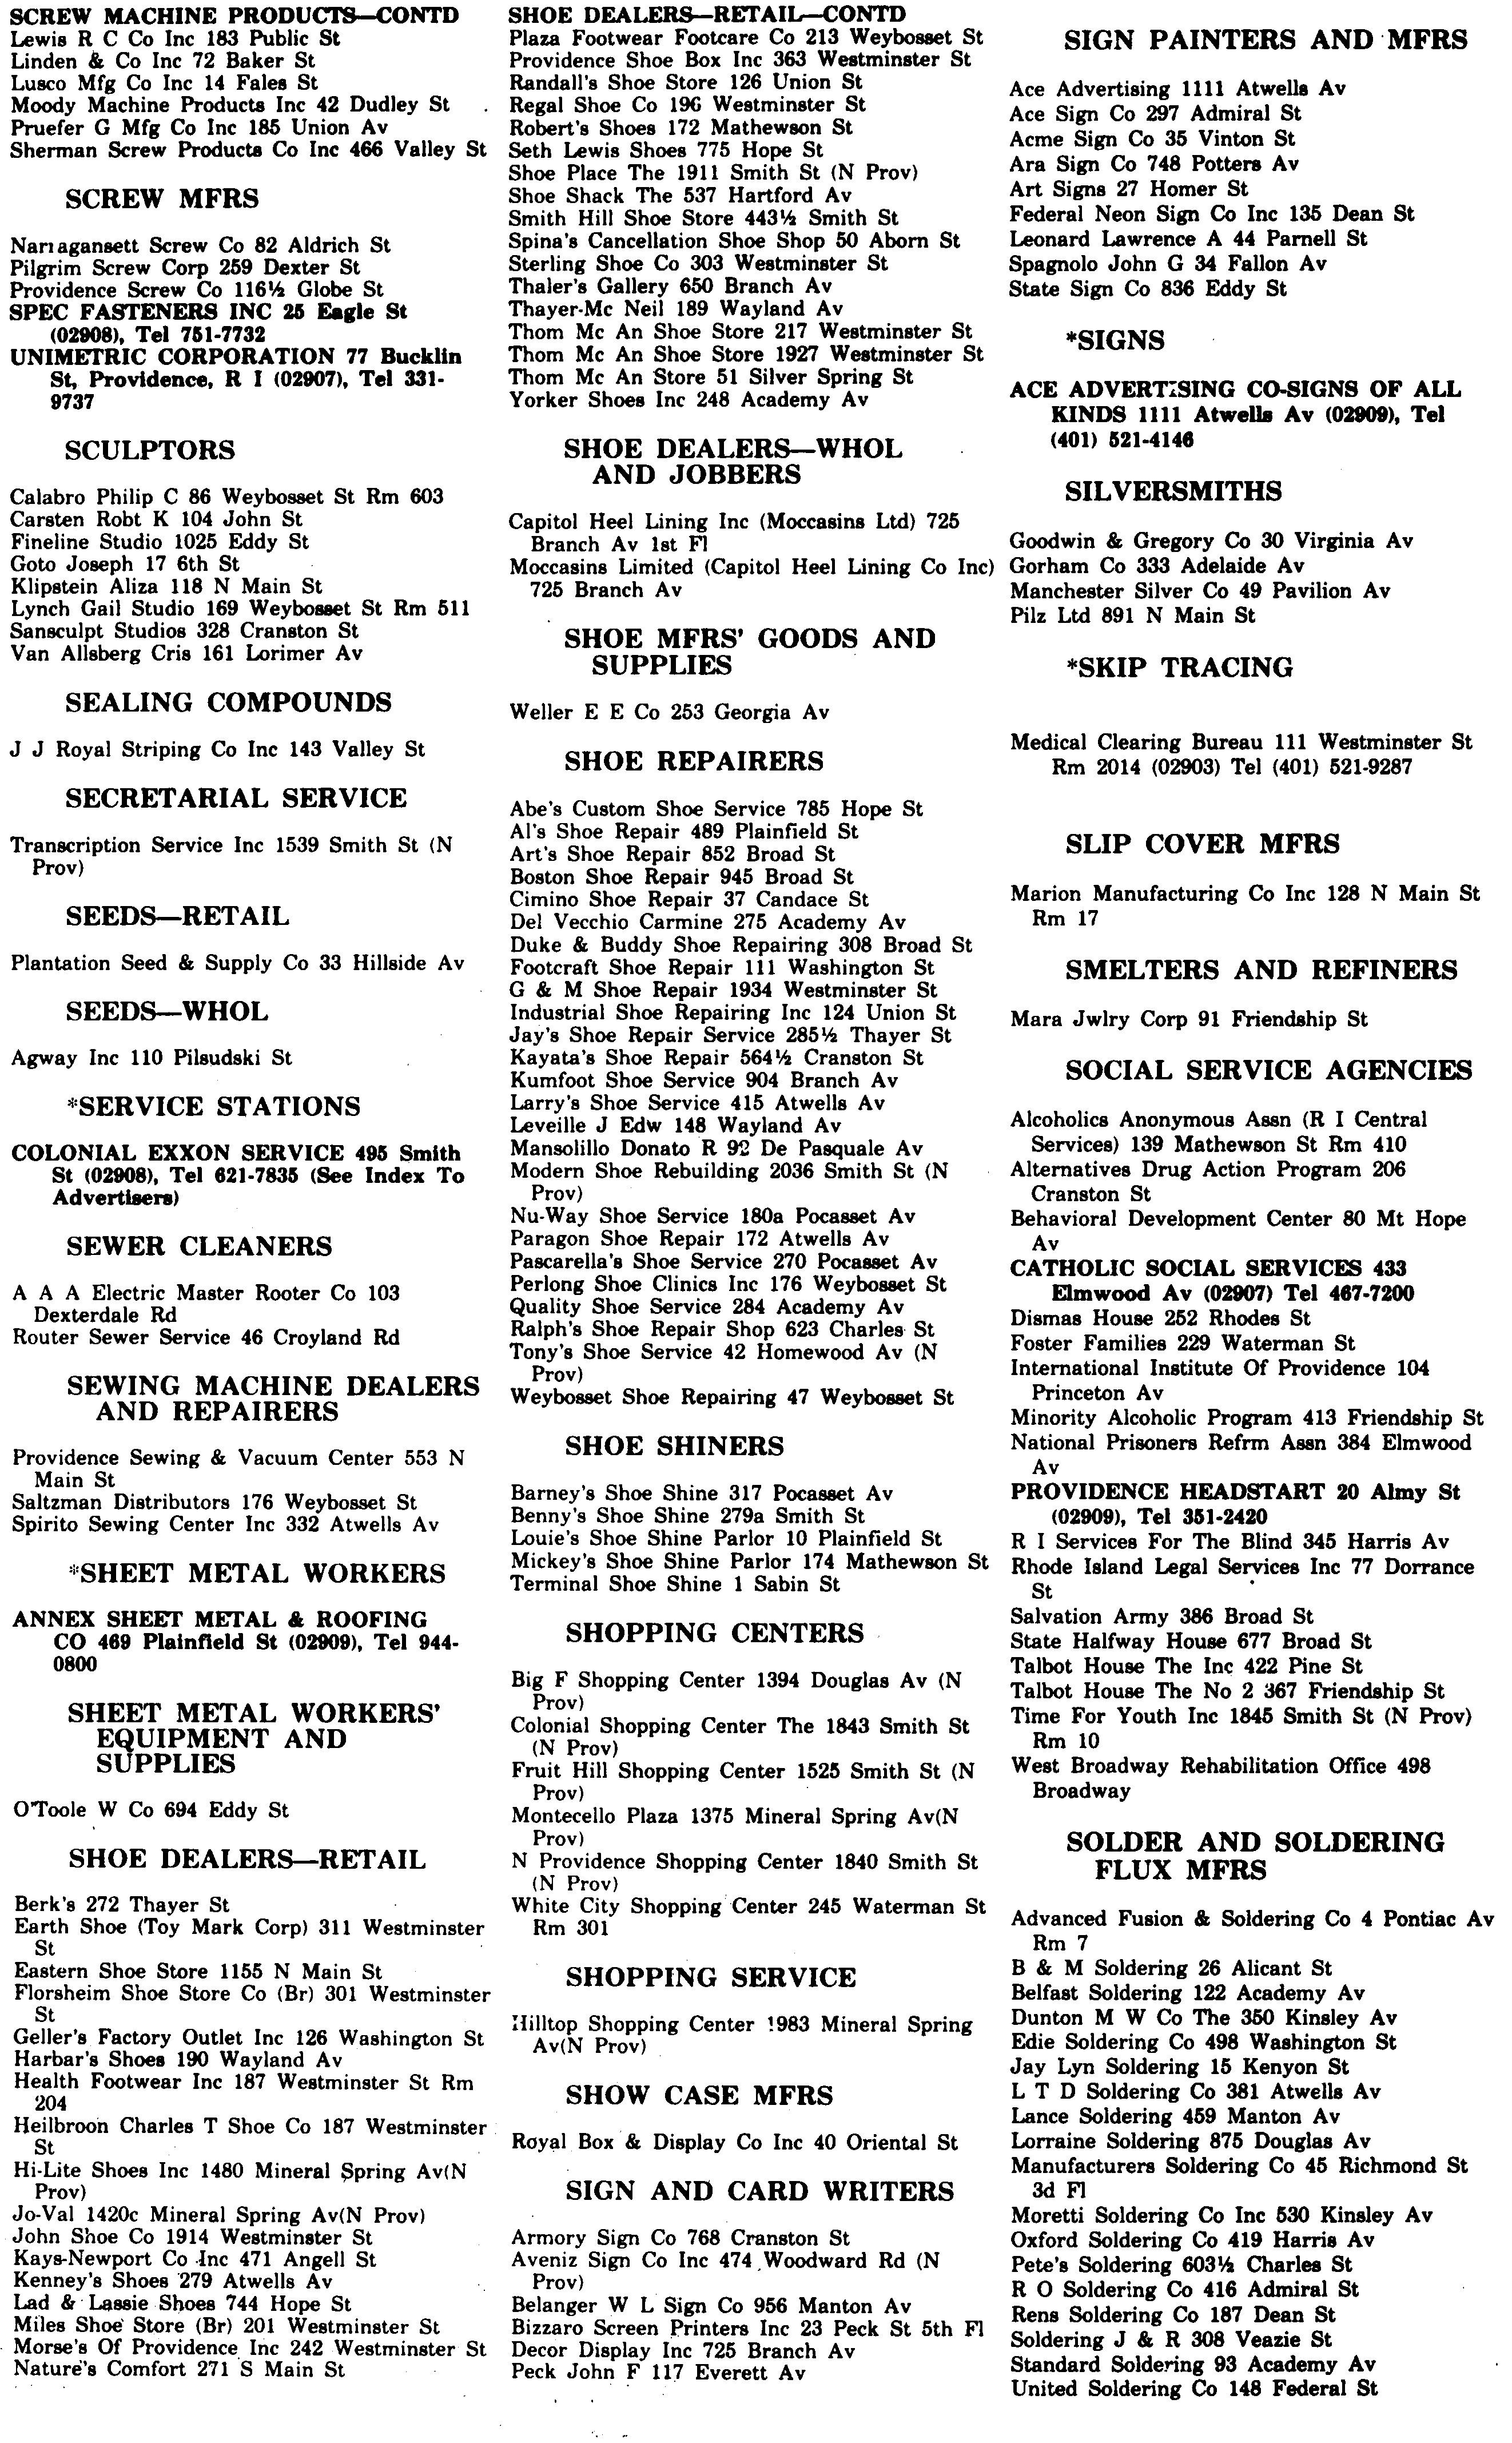 SCREW MACHINE PRODUCTS—CONTD
Lewis R C Co Inc 183 Public St
Linden & Co Inc 72 Baker St
Lusco Mfg Co Inc 14 Fales St
Moody Machine Products Inc 42 Dudley St
Pruefer G Mfg Co Inc 185 Union Av
Sherman Screw Products Co Inc 466 Valley St
SCREW MFRS
Narragansett Screw Co 82 Aldrich St
Pilgrim Screw Corp 259 Dexter St
Providence Screw Co 116½ Globe St
SPEC FASTENERS INC 25 Eagle St
(02908), Tel 751-7732
UNIMETRIC CORPORATION 77 Bucklin
St, Providence, R I (02907), Tel 331-
9737
SCULPTORS
Calabro Philip C 86 Weybosset St Rm 603
Carsten Robt K 104 John St
Fineline Studio 1025 Eddy St
Goto Joseph 17 6th St
Klipstein Aliza 118 N Main St
Lynch Gail Studio 169 Weybosset St Rm 511
Sansculpt Studios 328 Cranston St
Van Allsberg Cris 161 Lorimer Av
SEALING COMPOUNDS
J J Royal Striping Co Inc 143 Valley St
SECRETARIAL SERVICE
Transcription Service Inc 1539 Smith St (N
Prov)
SEEDS—RETAIL
Plantation Seed & Supply Co 33 Hillside Av
SEEDS—WHOL
Agway Inc 110 Pilsudski St
*SERVICE STATIONS
COLONIAL EXXON SERVICE 495 Smith
St (02908), Tel 621-7835 (See Index To
Advertisers)
SEWER CLEANERS
A A A Electric Master Rooter Co 103
Dexterdale Rd
Router Sewer Service 46 Croyland Rd
SEWING MACHINE DEALERS
AND REPAIRERS
Providence Sewing & Vacuum Center 553 N
Main St
Saltzman Distributors 176 Weybosset St
Spirito Sewing Center Inc 332 Atwells Av
*SHEET METAL WORKERS
ANNEX SHEET METAL & ROOFING
CO 469 Plainfield St (02909), Tel 944-
0800
SHEET METAL WORKERS'
EQUIPMENT AND
SUPPLIES
O'Toole W Co 694 Eddy St
SHOE DEALERS—RETAIL
Berk's 272 Thayer St
Earth Shoe (Toy Mark Corp) 311 Westminster
St
Eastern Shoe Store 1155 N Main St
Florsheim Shoe Store Co (Br) 301 Westminster
St
Geller's Factory Outlet Inc 126 Washington St
Harbar's Shoes 190 Wayland Av
Health Footwear Inc 187 Westminster St Rm
204
Heilbroon Charles T Shoe Co 187 Westminster
St
Hi-Lite Shoes Inc 1480 Mineral Spring Av(N
Prov)
Jo-Val 1420c Mineral Spring Av(N Prov)
John Shoe Co 1914 Westminster St
Kays-Newport Co Inc 471 Angell St
Kenney's Shoes 279 Atwells Av
Lad & Lassie Shoes 744 Hope St
Miles Shoe Store (Br) 201 Westminster St
Morse's Of Providence Inc 242 Westminster St
Nature's Comfort 271 S Main St
SHOE DEALERS—RETAIL—CONTD
Plaza Footwear Footcare Co 213 Weybosset St
Providence Shoe Box Inc 363 Westminster St
Randall's Shoe Store 126 Union St
Regal Shoe Co 196 Westminster St
Robert's Shoes 172 Mathewson St
Seth Lewis Shoes 775 Hope St
Shoe Place The 1911 Smith St (N Prov)
Shoe Shack The 537 Hartford Av
Smith Hill Shoe Store 443½ Smith St
Spina's Cancellation Shoe Shop 50 Aborn St
Sterling Shoe Co 303 Westminster St
Thaler's Gallery 650 Branch Av
Thayer-Mc Neil 189 Wayland Av
Thom Mc An Shoe Store 217 Westminster St
Thom Mc An Shoe Store 1927 Westminster St
Thom Mc An Store 51 Silver Spring St
Yorker Shoes Inc 248 Academy Av
SHOE DEALERS—WHOL
AND JOBBERS
Capitol Heel Lining Inc (Moccasins Ltd) 725
Branch Av 1st Fl
Moccasins Limited (Capitol Heel Lining Co Inc)
725 Branch Av
SHOE MFRS' GOODS AND
SUPPLIES
Weller E E Co 253 Georgia Av
SHOE REPAIRERS
Abe's Custom Shoe Service 785 Hope St
Al's Shoe Repair 489 Plainfield St
Art's Shoe Repair 852 Broad St
Boston Shoe Repair 945 Broad St
Cimino Shoe Repair 37 Candace St
Del Vecchio Carmine 275 Academy Av
Duke & Buddy Shoe Repairing 308 Broad St
Footcraft Shoe Repair 111 Washington St
G & M Shoe Repair 1934 Westminster St
Industrial Shoe Repairing Inc 124 Union St
Jay's Shoe Repair Service 285½ Thayer St
Kayata's Shoe Repair 564½ Cranston St
Kumfoot Shoe Service 904 Branch Av
Larry's Shoe Service 415 Atwells Av
Leveille J Edw 148 Wayland Av
Mansolillo Donato R 92 De Pasquale Av
Modern Shoe Rebuilding 2036 Smith St (N
Prov)
Nu-Way Shoe Service 180a Pocasset Av
Paragon Shoe Repair 172 Atwells Av
Pascarella's Shoe Service 270 Pocasset Av
Perlong Shoe Clinics Inc 176 Weybosset St
Quality Shoe Service 284 Academy Av
Ralph's Shoe Repair Shop 623 Charles St
Tony's Shoe Service 42 Homewood Av (N
Prov)
Weybosset Shoe Repairing 47 Weybosset St
SHOE SHINERS
Barney's Shoe Shine 317 Pocasset Av
Benny's Shoe Shine 279a Smith St
Louie's Shoe Shine Parlor 10 Plainfield St
Mickey's Shoe Shine Parlor 174 Mathewson St
Terminal Shoe Shine 1 Sabin St
SHOPPING CENTERS
Big F Shopping Center 1394 Douglas Av (N
Prov)
Colonial Shopping Center The 1843 Smith St
(N Prov)
Fruit Hill Shopping Center 1525 Smith St (N
Prov)
Montecello Plaza 1375 Mineral Spring Av(N
Prov)
N Providence Shopping Center 1840 Smith St
(N Prov)
White City Shopping Center 245 Waterman St
Rm 301
SHOPPING SERVICE
Hilltop Shopping Center 1983 Mineral Spring
Av(N Prov)
SHOW CASE MFRS
Royal Box & Display Co Inc 40 Oriental St
SIGN AND CARD WRITERS
Armory Sign Co 768 Cranston St
Aveniz Sign Co Inc 474 Woodward Rd (N
Prov)
Belanger W L Sign Co 956 Manton Av
Bizzaro Screen Printers Inc 23 Peck St 5th Fl
Decor Display Inc 725 Branch Av
Peck John F 117 Everett Av
SIGN PAINTERS AND MFRS
Ace Advertising 1111 Atwells Av
Ace Sign Co 297 Admiral St
Acme Sign Co 35 Vinton St
Ara Sign Co 748 Potters Av
Art Signs 27 Homer St
Federal Neon Sign Co Inc 135 Dean St
Leonard Lawrence A 44 Parnell St
Spagnolo John G 34 Fallon Av
State Sign Co 836 Eddy St
*SIGNS
ACE ADVERTISING CO-SIGNS OF ALL
KINDS 1111 Atwells Av (02909), Tel
(401) 521-4146
SILVERSMITHS
Goodwin & Gregory Co 30 Virginia Av
Gorham Co 333 Adelaide Av
Manchester Silver Co 49 Pavilion Av
Pilz Ltd 891 N Main St
*SKIP TRACING
Medical Clearing Bureau 111 Westminster St
Rm 2014 (02903) Tel (401) 521-9287
SLIP COVER MFRS
Marion Manufacturing Co Inc 128 N Main St
Rm 17
SMELTERS AND REFINERS
Mara Jwlry Corp 91 Friendship St
SOCIAL SERVICE AGENCIES
Alcoholics Anonymous Assn (R I Central
Services) 139 Mathewson St Rm 410
Alternatives Drug Action Program 206
Cranston St
Behavioral Development Center 80 Mt Hope
Av
CATHOLIC SOCIAL SERVICES 433
Elmwood Av (02907) Tel 467-7200
Dismas House 252 Rhodes St
Foster Families 229 Waterman St
International Institute Of Providence 104
Princeton Av
Minority Alcoholic Program 413 Friendship St
National Prisoners Refrm Assn 384 Elmwood
Av
PROVIDENCE HEADSTART 20 Almy St
(02909), Tel 351-2420
R I Services For The Blind 345 Harris Av
Rhode Island Legal Services Inc 77 Dorrance
St
Salvation Army 386 Broad St
State Halfway House 677 Broad St
Talbot House The Inc 422 Pine St
Talbot House The No 2 367 Friendship St
Time For Youth Inc 1845 Smith St (N Prov)
Rm 10
West Broadway Rehabilitation Office 498
Broadway
SOLDER AND SOLDERING
FLUX MFRS
Advanced Fusion & Soldering Co 4 Pontiac Av
Rm 7
B & M Soldering 26 Alicant St
Belfast Soldering 122 Academy Av
Dunton M W Co The 350 Kinsley Av
Edie Soldering Co 498 Washington St
Jay Lyn Soldering 15 Kenyon St
L T D Soldering Co 381 Atwells Av
Lance Soldering 459 Manton Av
Lorraine Soldering 875 Douglas Av
Manufacturers Soldering Co 45 Richmond St
3d Fl
Moretti Soldering Co Inc 530 Kinsley Av
Oxford Soldering Co 419 Harris Av
Pete's Soldering 603½ Charles St
R O Soldering Co 416 Admiral St
Rens Soldering Co 187 Dean St
Soldering J & R 308 Veazie St
Standard Soldering 93 Academy Av
United Soldering Co 148 Federal St